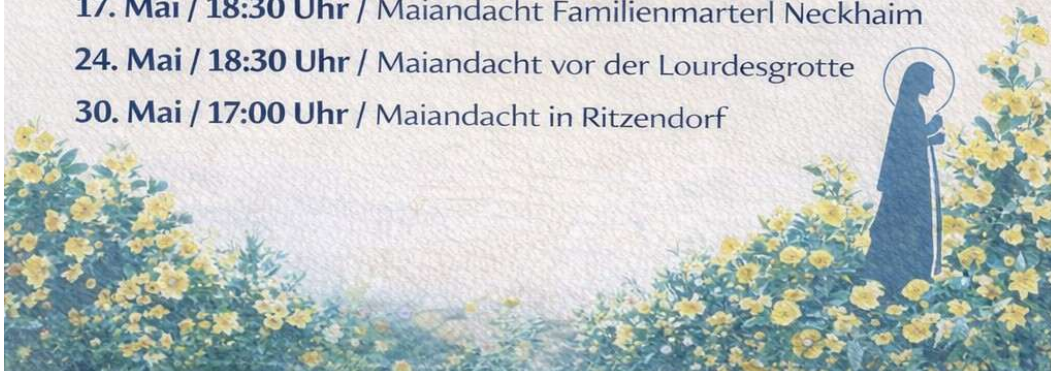 17. Mai / 18:30 Uhr / Maiandacht Familienmarterl Neckhaim
24. Mai / 18:30 Uhr / Maiandacht vor der Lourdesgrotte
30. Mai / 17:00 Uhr / Maiandacht in Ritzendorf